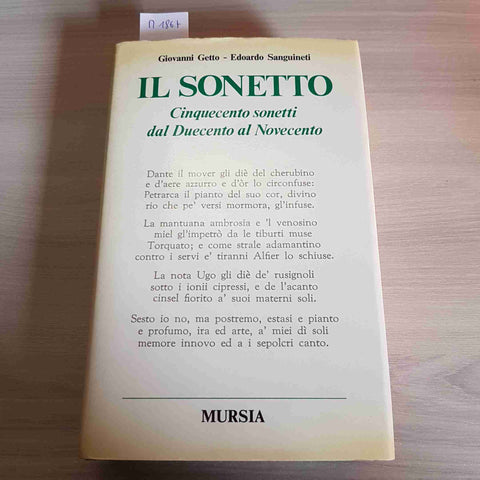 Π 1867
Giovanni Getto - Edoardo Sanguineti
IL SONETTO
Cinquecento sonetti
dal Duecento al Novecento
Dante il mover gli diè del cherubino
e d'aere azzurro e d'òr lo circonfuse:
Petrarca il pianto del suo cor, divino
rio che pe' versi mormora, gl'infuse.
La mantuana ambrosia e 'l venosino
miel gl'impetrò da le tiburti muse
Torquato; e come strale adamantino
contro i servi e' tiranni Alfier lo schiuse.
La nota Ugo gli diè de' rusignoli
sotto i ionii cipressi, e de l'acanto
cinsel fiorito a' suoi materni soli.
Sesto io no, ma postremo, estasi e pianto
e profumo, ira ed arte, a' miei dì soli
memore innovo ed a i sepolcri canto.
MURSIA